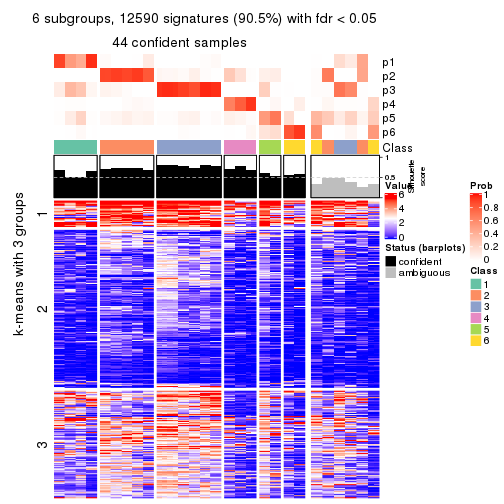 6 subgroups, 12590 signatures (90.5%) with fdr < 0.05
44 confident samples
p1
p2
p3
p4
p5
p6
Class
1
0.5
0
Silhouette
score
k-means with 3 groups
1
2
3
Value
6
4
2
0
Status (barplots)
confident
ambiguous
Prob
1
0.8
0.6
0.4
0.2
0
Class
1
2
3
4
5
6